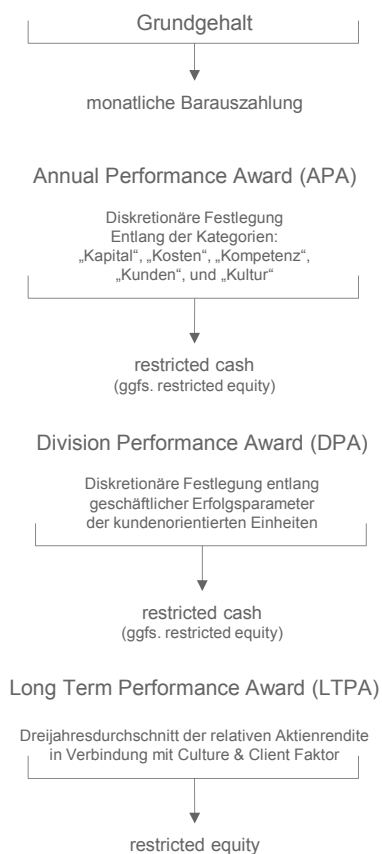 Grundgehalt
monatliche Barauszahlung
Annual Performance Award (APA)
Diskretionäre Festlegung
Entlang der Kategorien:
„Kapital“, „Kosten“, „Kompetenz“,
„Kunden“, und „Kultur“
restricted cash
(ggfs. restricted equity)
Division Performance Award (DPA)
Diskretionäre Festlegung entlang
geschäftlicher Erfolgsparameter
der kundenorientierten Einheiten
restricted cash
(ggfs. restricted equity)
Long Term Performance Award (LTPA)
Dreijahresdurchschnitt der relativen Aktienrendite
in Verbindung mit Culture & Client Faktor
restricted equity